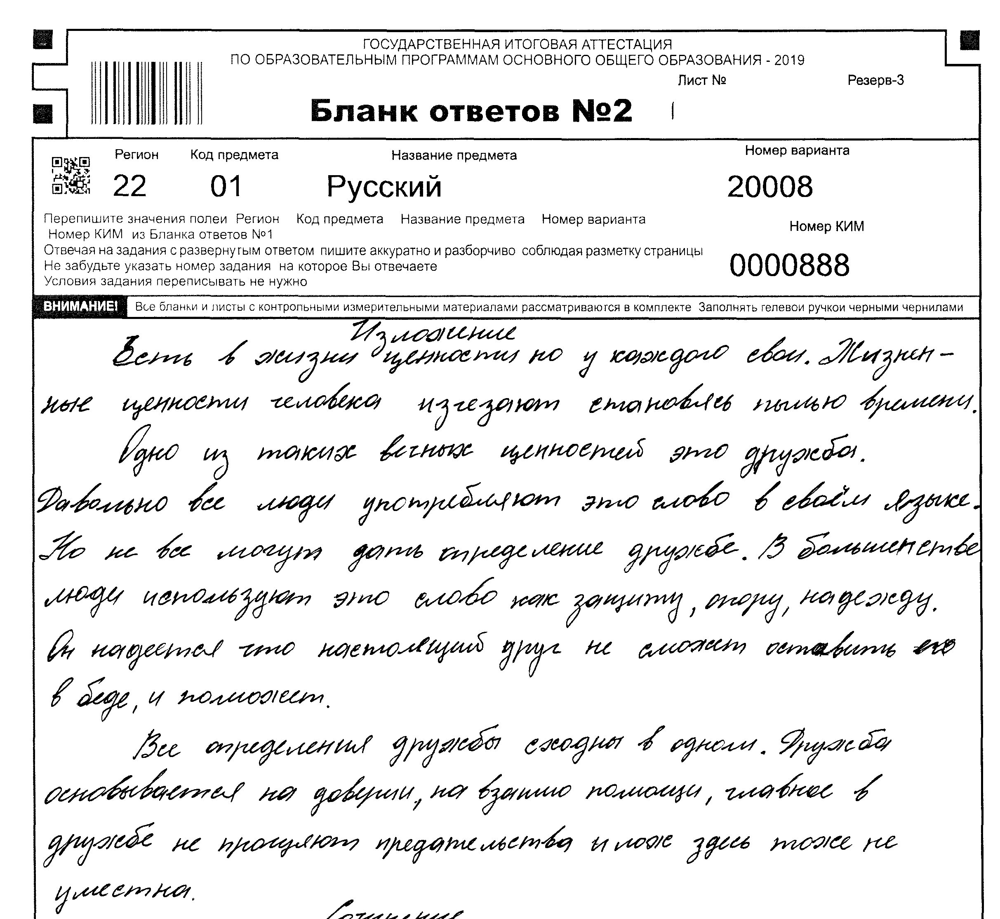 ГОСУДАРСТВЕННАЯ ИТОГОВАЯ АТТЕСТАЦИЯ
ПО ОБРАЗОВАТЕЛЬНЫМ ПРОГРАММАМ ОСНОВНОГО ОБЩЕГО ОБРАЗОВАНИЯ - 2019
Лист № Резерв-3
Бланк ответов №2 1
Регион Код предмета Название предмета Номер варианта
22 01 Русский 20008
Перепишите значения полеи Регион Код предмета Название предмета Номер варианта
Номер КИМ из Бланка ответов №1
Номер КИМ
Отвечая на задания с развернутым ответом пишите аккуратно и разборчиво соблюдая разметку страницы
Не забудьте указать номер задания на которое Вы отвечаете
0000888
Условия задания переписывать не нужно
ВНИМАНИЕ! Все бланки и листы с контрольными измерительными материалами рассматриваются в комплекте Заполнять гелевои ручкои черными чернилами
Изложение
Есть в жизни ценности но у каждого свои. Жизнен-
ные ценности человека изчезают становясь пылью времени.
Одно из таких вечных ценностей это дружба.
Давольно все люди употребляют это слово в своём языке.
Но не все могут дать определение дружбе. В большенстве
люди используют это слово как защиту, опору, надежду.
Он надеется что настоящий друг не сможет оставить его
в беде, и поможет.
Все определения дружбы сходны в одном. Дружба
основывается на доверии, на взаимо помощи, главное в
дружбе не прощяют предательства и лож здесь тоже не
уместна.
Сочинение